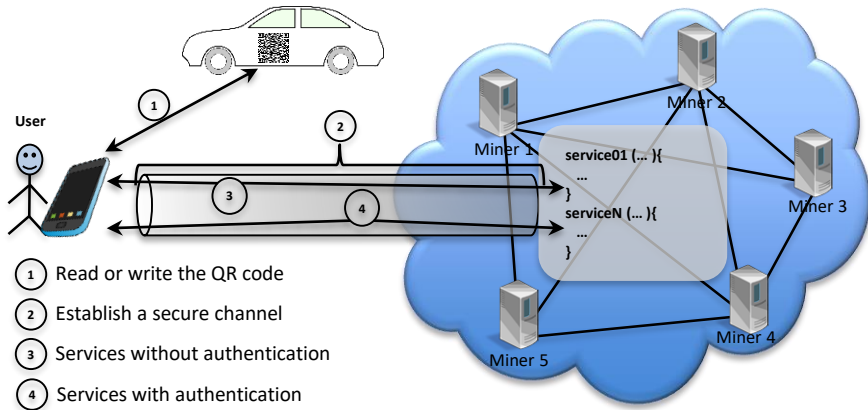 1
User
2
Miner 2
Miner 1
service01 (... ){
...
}
serviceN (... ){
...
}
3
4
Miner 3
Miner 4
Miner 5
1 Read or write the QR code
2 Establish a secure channel
3 Services without authentication
4 Services with authentication